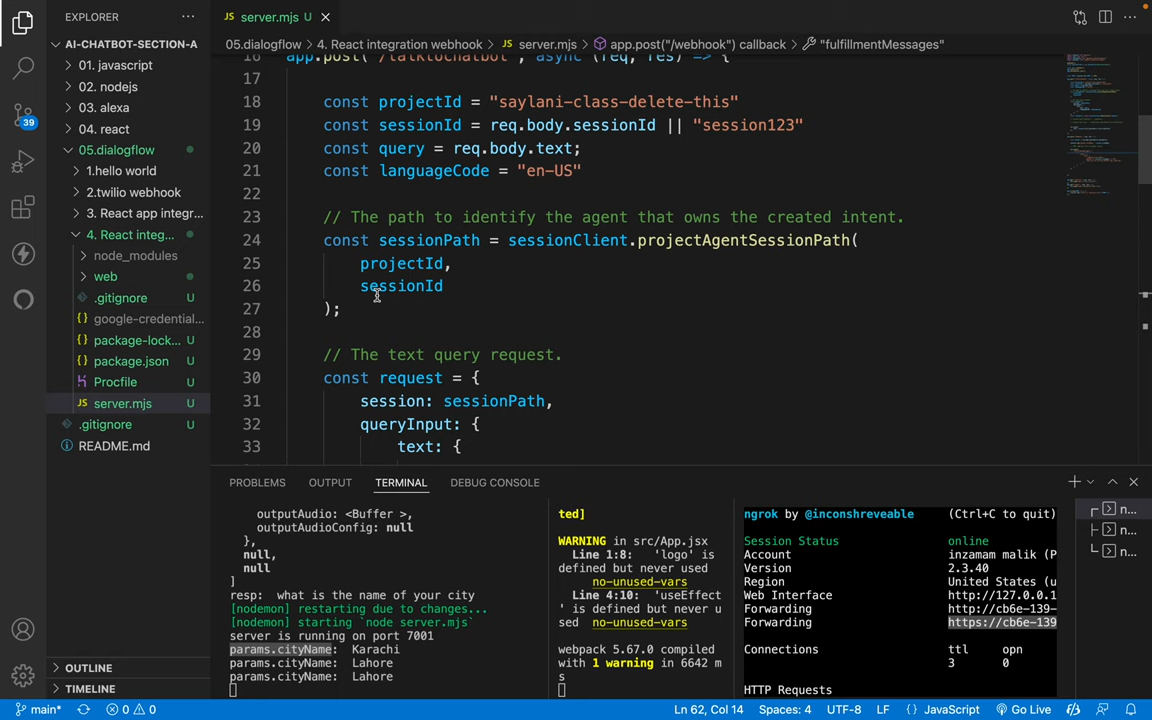 EXPLORER
AI-CHATBOT-SECTION-A
01. javascript
02. nodejs
03. alexa
04. react
05.dialogflow
1.hello world
2.twilio webhook
3. React app integr...
4. React integ...
node_modules
web
.gitignore U
google-credential...
package-lock... U
package.json U
Procfile U
server.mjs U
.gitignore U
README.md
OUTLINE
TIMELINE
39
JS server.mjs U
05.dialogflow > 4. React integration webhook > JS server.mjs > app.post("/webhook") callback > "fulfillmentMessages"
16 app.post("/talktochatbot", async (req, res) => {
17
18 const projectId = "saylani-class-delete-this"
19 const sessionId = req.body.sessionId || "session123"
20 const query = req.body.text;
21 const languageCode = "en-US"
22
23 // The path to identify the agent that owns the created intent.
24 const sessionPath = sessionClient.projectAgentSessionPath(
25 projectId,
26 sessionId
27 );
28
29 // The text query request.
30 const request = {
31 session: sessionPath,
32 queryInput: {
33 text: {
PROBLEMS OUTPUT TERMINAL DEBUG CONSOLE
outputAudio: <Buffer >,
outputAudioConfig: null
},
null,
null
]
resp: what is the name of your city
[nodemon] restarting due to changes...
[nodemon] starting `node server.mjs`
server is running on port 7001
params.cityName: Karachi
params.cityName: Lahore
params.cityName: Lahore
ted]
WARNING in src/App.jsx
Line 1:8: 'logo' is
defined but never used
no-unused-vars
Line 4:10: 'useEffect
' is defined but never u
sed no-unused-vars
webpack 5.67.0 compiled
with 1 warning in 6642 m
s
ngrok by @inconshreveable (Ctrl+C to quit)
Session Status online
Account inzamam malik (P
Version 2.3.40
Region United States (u
Web Interface http://127.0.0.1
Forwarding http://cb6e-139-
Forwarding https://cb6e-139
Connections ttl opn
3 0
HTTP Requests
n...
n...
n...
main* 0 0 Ln 62, Col 14 Spaces: 4 UTF-8 LF {} JavaScript Go Live